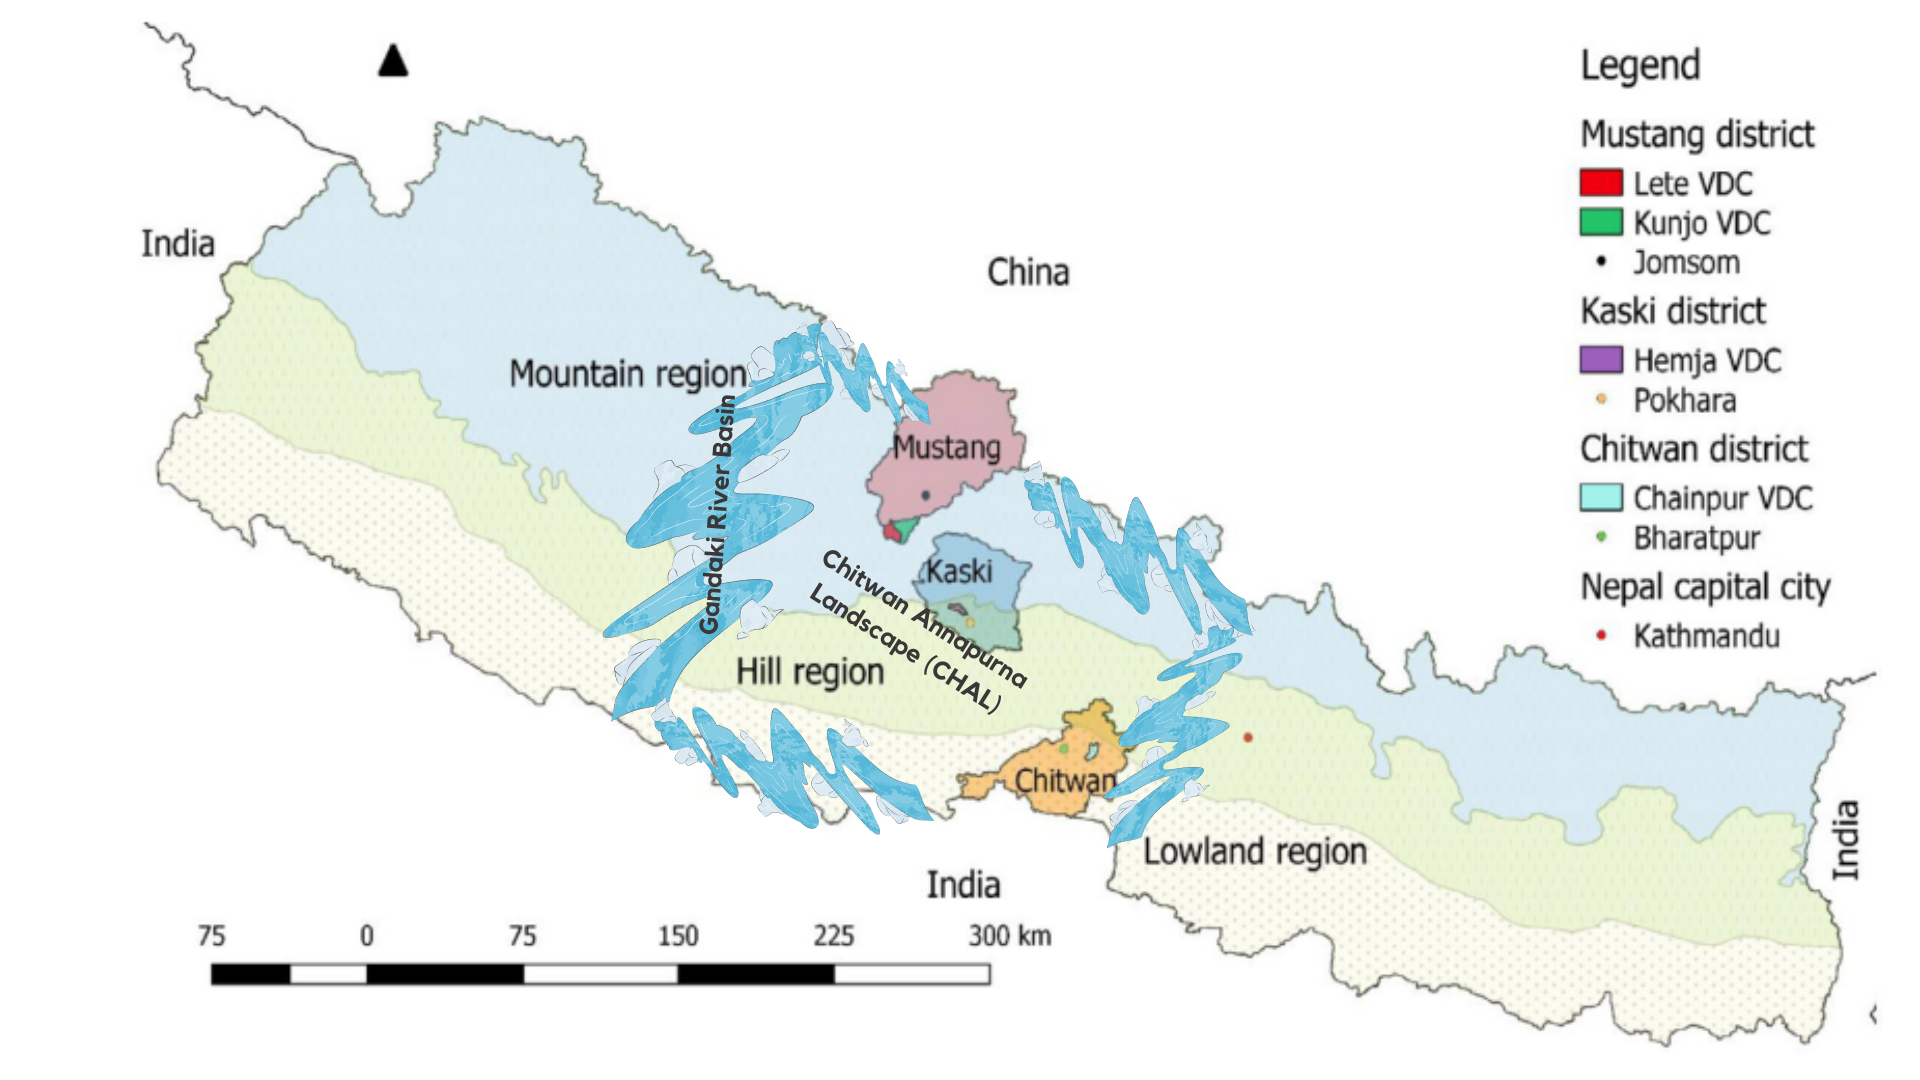 Legend
Mustang district
Lete VDC
Kunjo VDC
Jomsom
Kaski district
Hemja VDC
Pokhara
Chitwan district
Chainpur VDC
Bharatpur
Nepal capital city
Kathmandu
India
China
Mountain region
Mustang
Gandaki River Basin
Kaski
Chitwan Annapurna
Landscape (CHAL)
Hill region
Chitwan
Lowland region
India
India
75 0 75 150 225 300 km